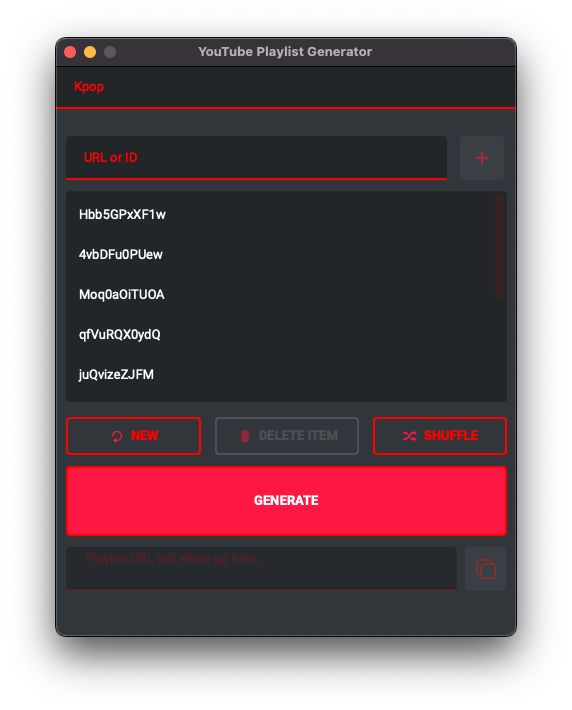 YouTube Playlist Generator
Kpop
URL or ID
Hbb5GPxXF1w
4vbDFu0PUew
Moq0aOiTUOA
qfVuRQX0ydQ
juQvizeZJFM
NEW
DELETE ITEM
SHUFFLE
GENERATE
Playlist URL will show up here...